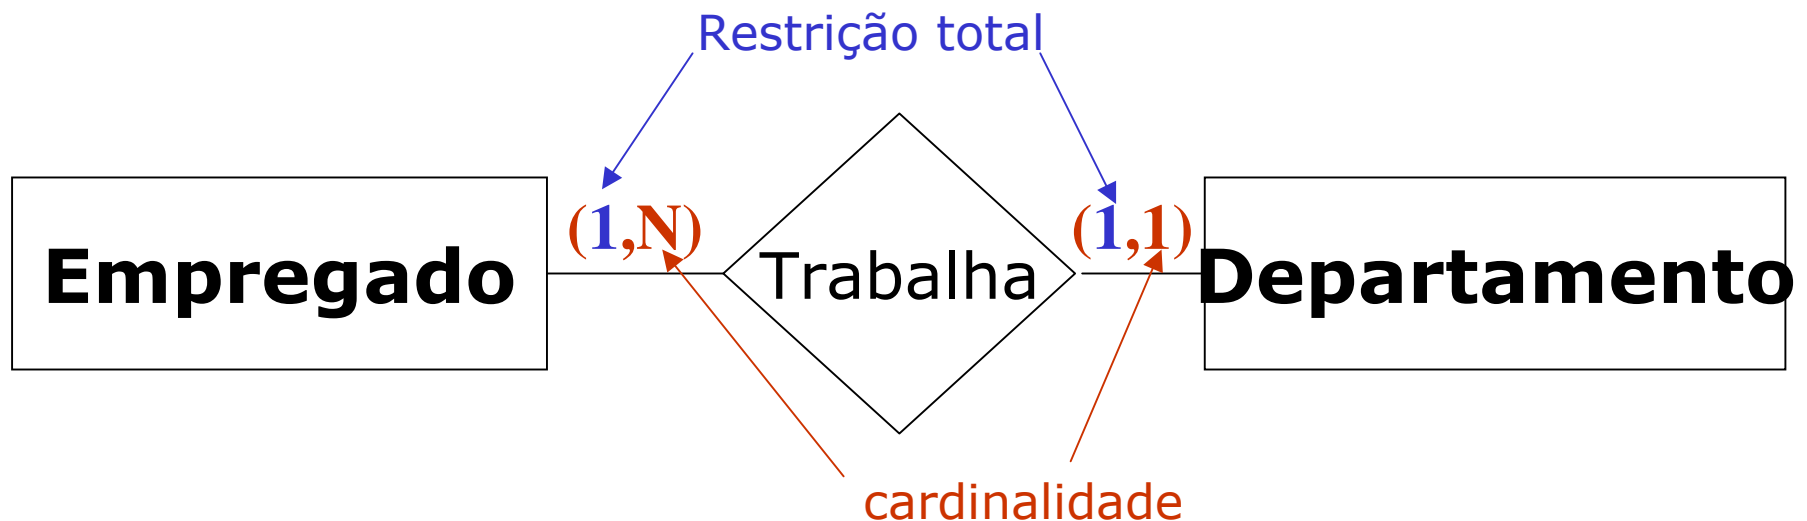 Restrição total
(1,N)
(1,1)
Empregado
Trabalha
Departamento
cardinalidade